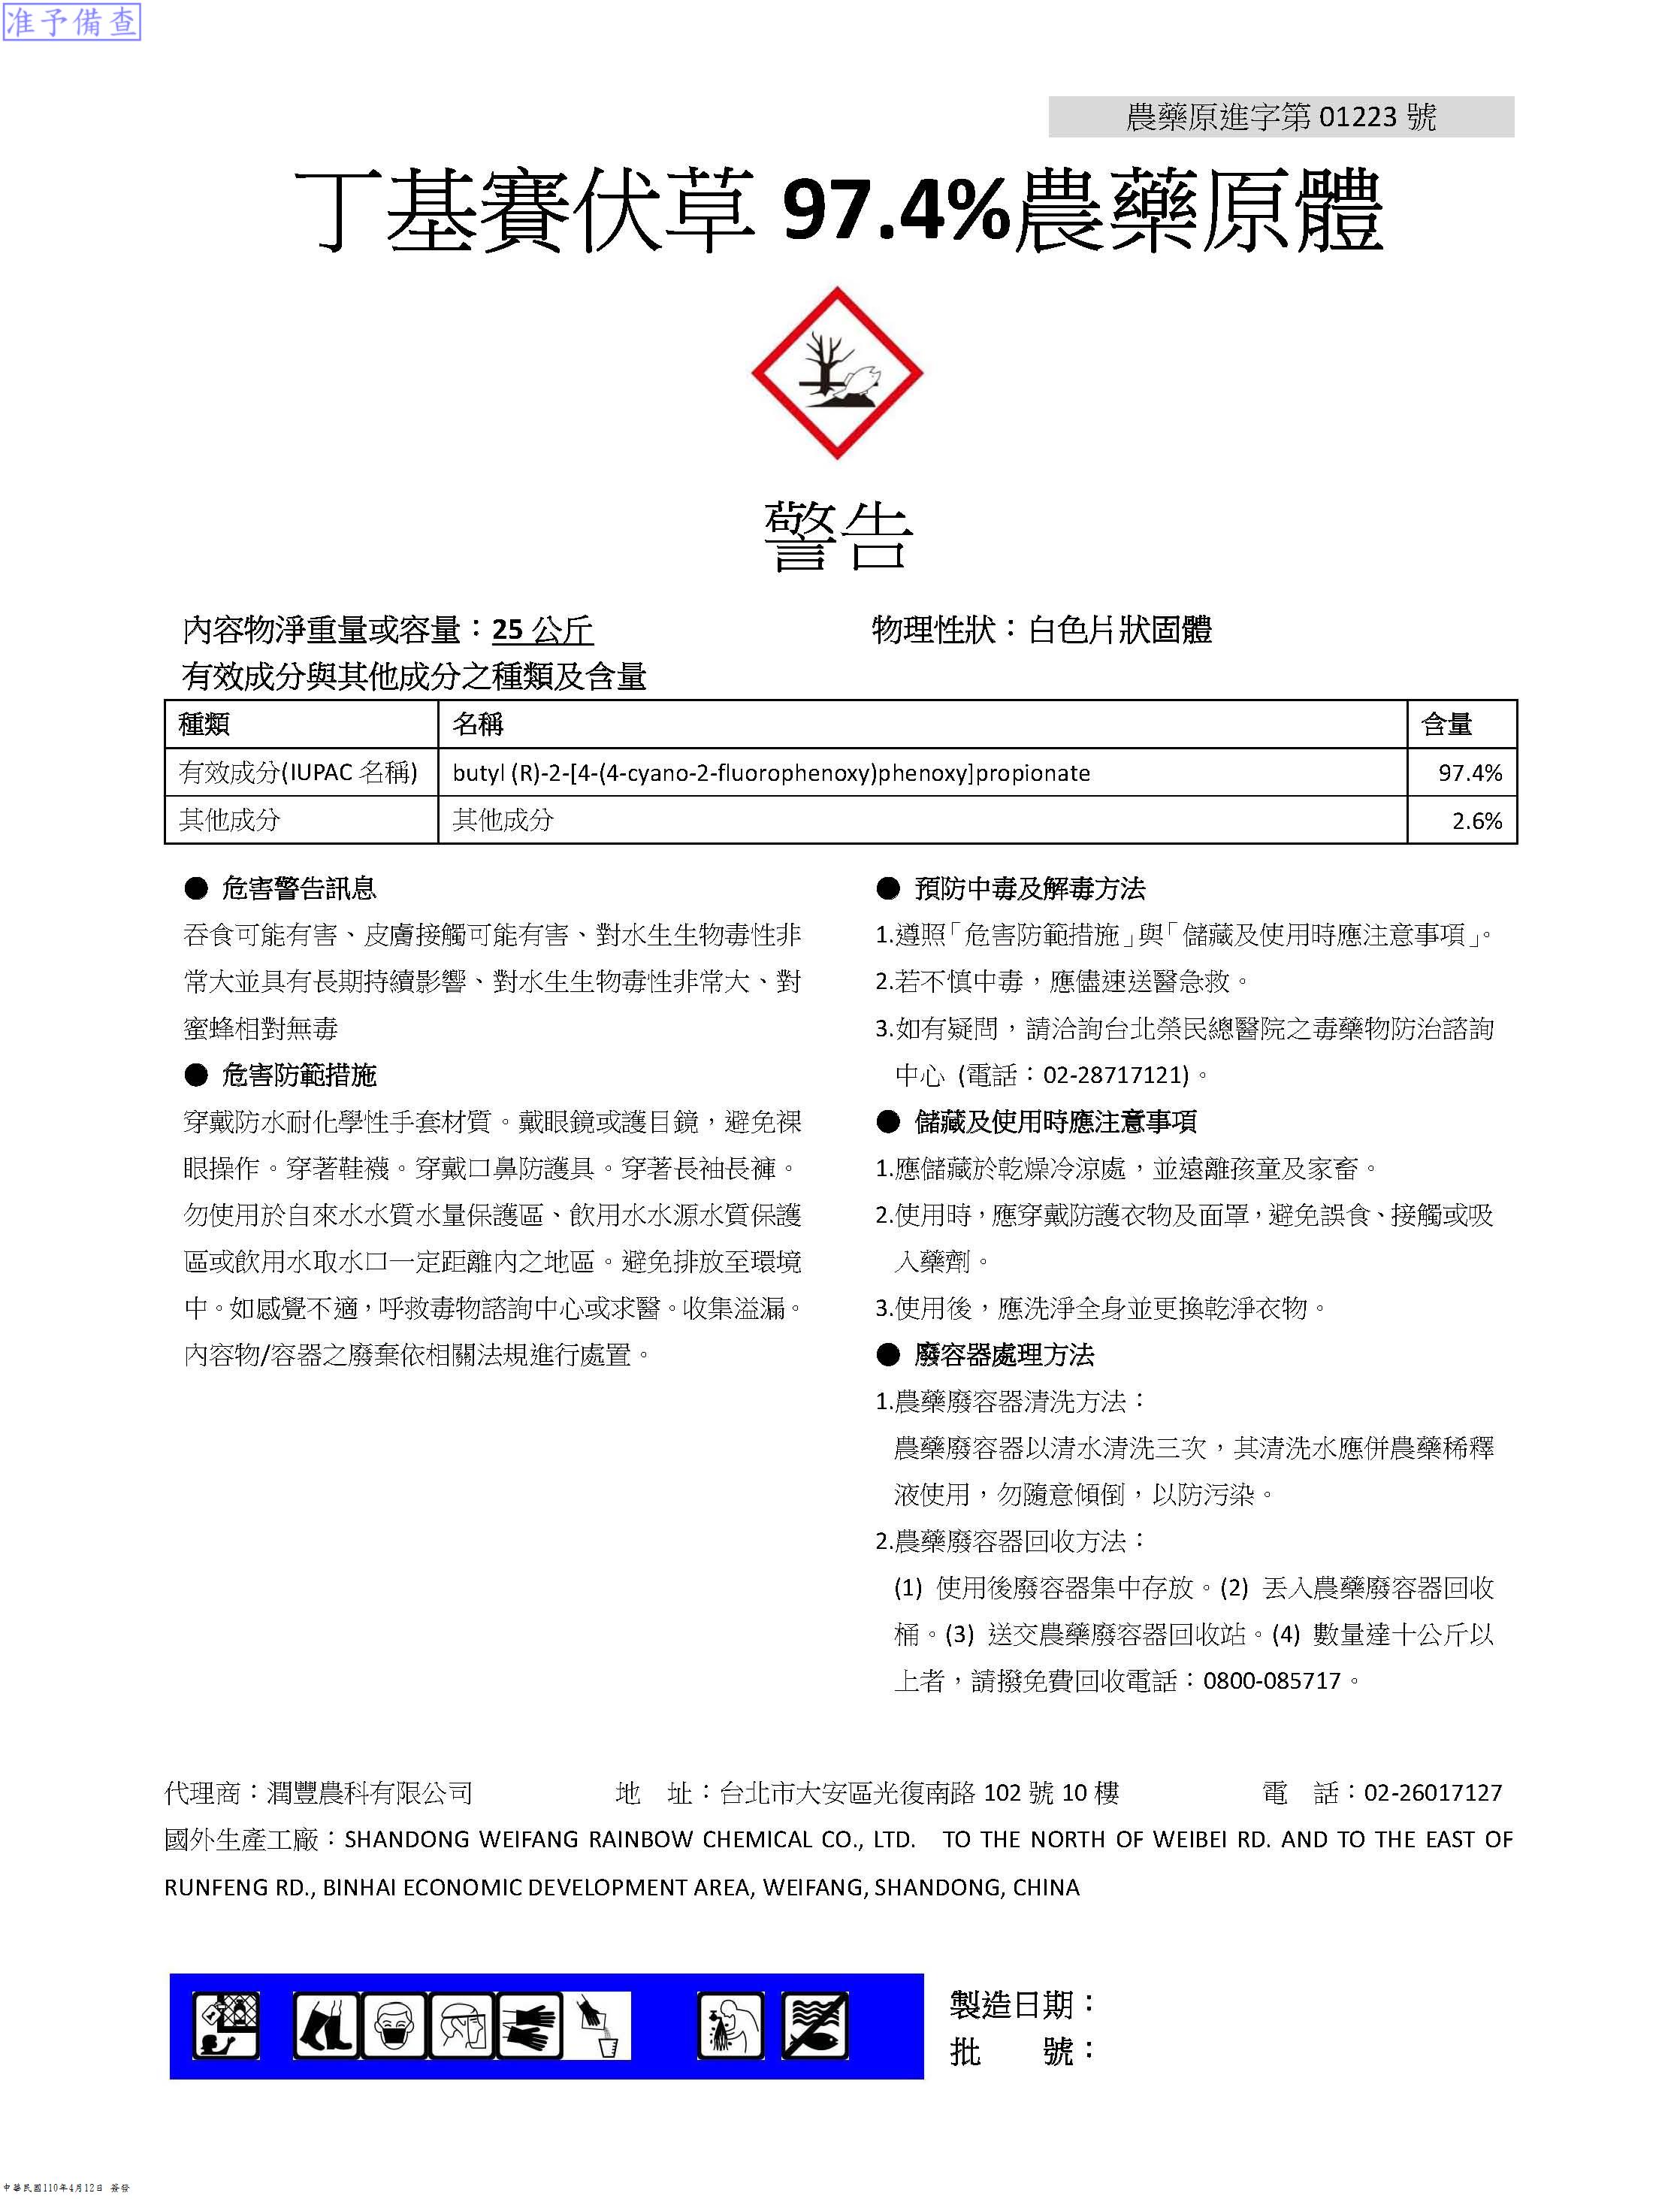 准予備查
農藥原進字第 01223 號
丁基賽伏草 97.4%農藥原體
警告
內容物淨重量或容量：25 公斤
物理性狀：白色片狀固體
有效成分與其他成分之種類及含量
種類 名稱 含量
有效成分(IUPAC 名稱) butyl (R)-2-[4-(4-cyano-2-fluorophenoxy)phenoxy]propionate 97.4%
其他成分 其他成分 2.6%
● 危害警告訊息
吞食可能有害、皮膚接觸可能有害、對水生生物毒性非
常大並具有長期持續影響、對水生生物毒性非常大、對
蜜蜂相對無毒
● 危害防範措施
穿戴防水耐化學性手套材質。戴眼鏡或護目鏡，避免裸
眼操作。穿著鞋襪。穿戴口鼻防護具。穿著長袖長褲。
勿使用於自來水水質水量保護區、飲用水水源水質保護
區或飲用水取水口一定距離內之地區。避免排放至環境
中。如感覺不適，呼救毒物諮詢中心或求醫。收集溢漏。
內容物/容器之廢棄依相關法規進行處置。
● 預防中毒及解毒方法
1.遵照「危害防範措施」與「儲藏及使用時應注意事項」。
2.若不慎中毒，應儘速送醫急救。
3.如有疑問，請洽詢台北榮民總醫院之毒藥物防治諮詢
中心 (電話：02-28717121)。
● 儲藏及使用時應注意事項
1.應儲藏於乾燥冷涼處，並遠離孩童及家畜。
2.使用時，應穿戴防護衣物及面罩，避免誤食、接觸或吸
入藥劑。
3.使用後，應洗淨全身並更換乾淨衣物。
● 廢容器處理方法
1.農藥廢容器清洗方法：
農藥廢容器以清水清洗三次，其清洗水應併農藥稀釋
液使用，勿隨意傾倒，以防污染。
2.農藥廢容器回收方法：
(1) 使用後廢容器集中存放。(2) 丟入農藥廢容器回收
桶。(3) 送交農藥廢容器回收站。(4) 數量達十公斤以
上者，請撥免費回收電話：0800-085717。
代理商：潤豐農科有限公司 地 址：台北市大安區光復南路 102 號 10 樓 電 話：02-26017127
國外生產工廠：SHANDONG WEIFANG RAINBOW CHEMICAL CO., LTD. TO THE NORTH OF WEIBEI RD. AND TO THE EAST OF
RUNFENG RD., BINHAI ECONOMIC DEVELOPMENT AREA, WEIFANG, SHANDONG, CHINA
製造日期：
批 號：
中華民國110年4月12日 簽發